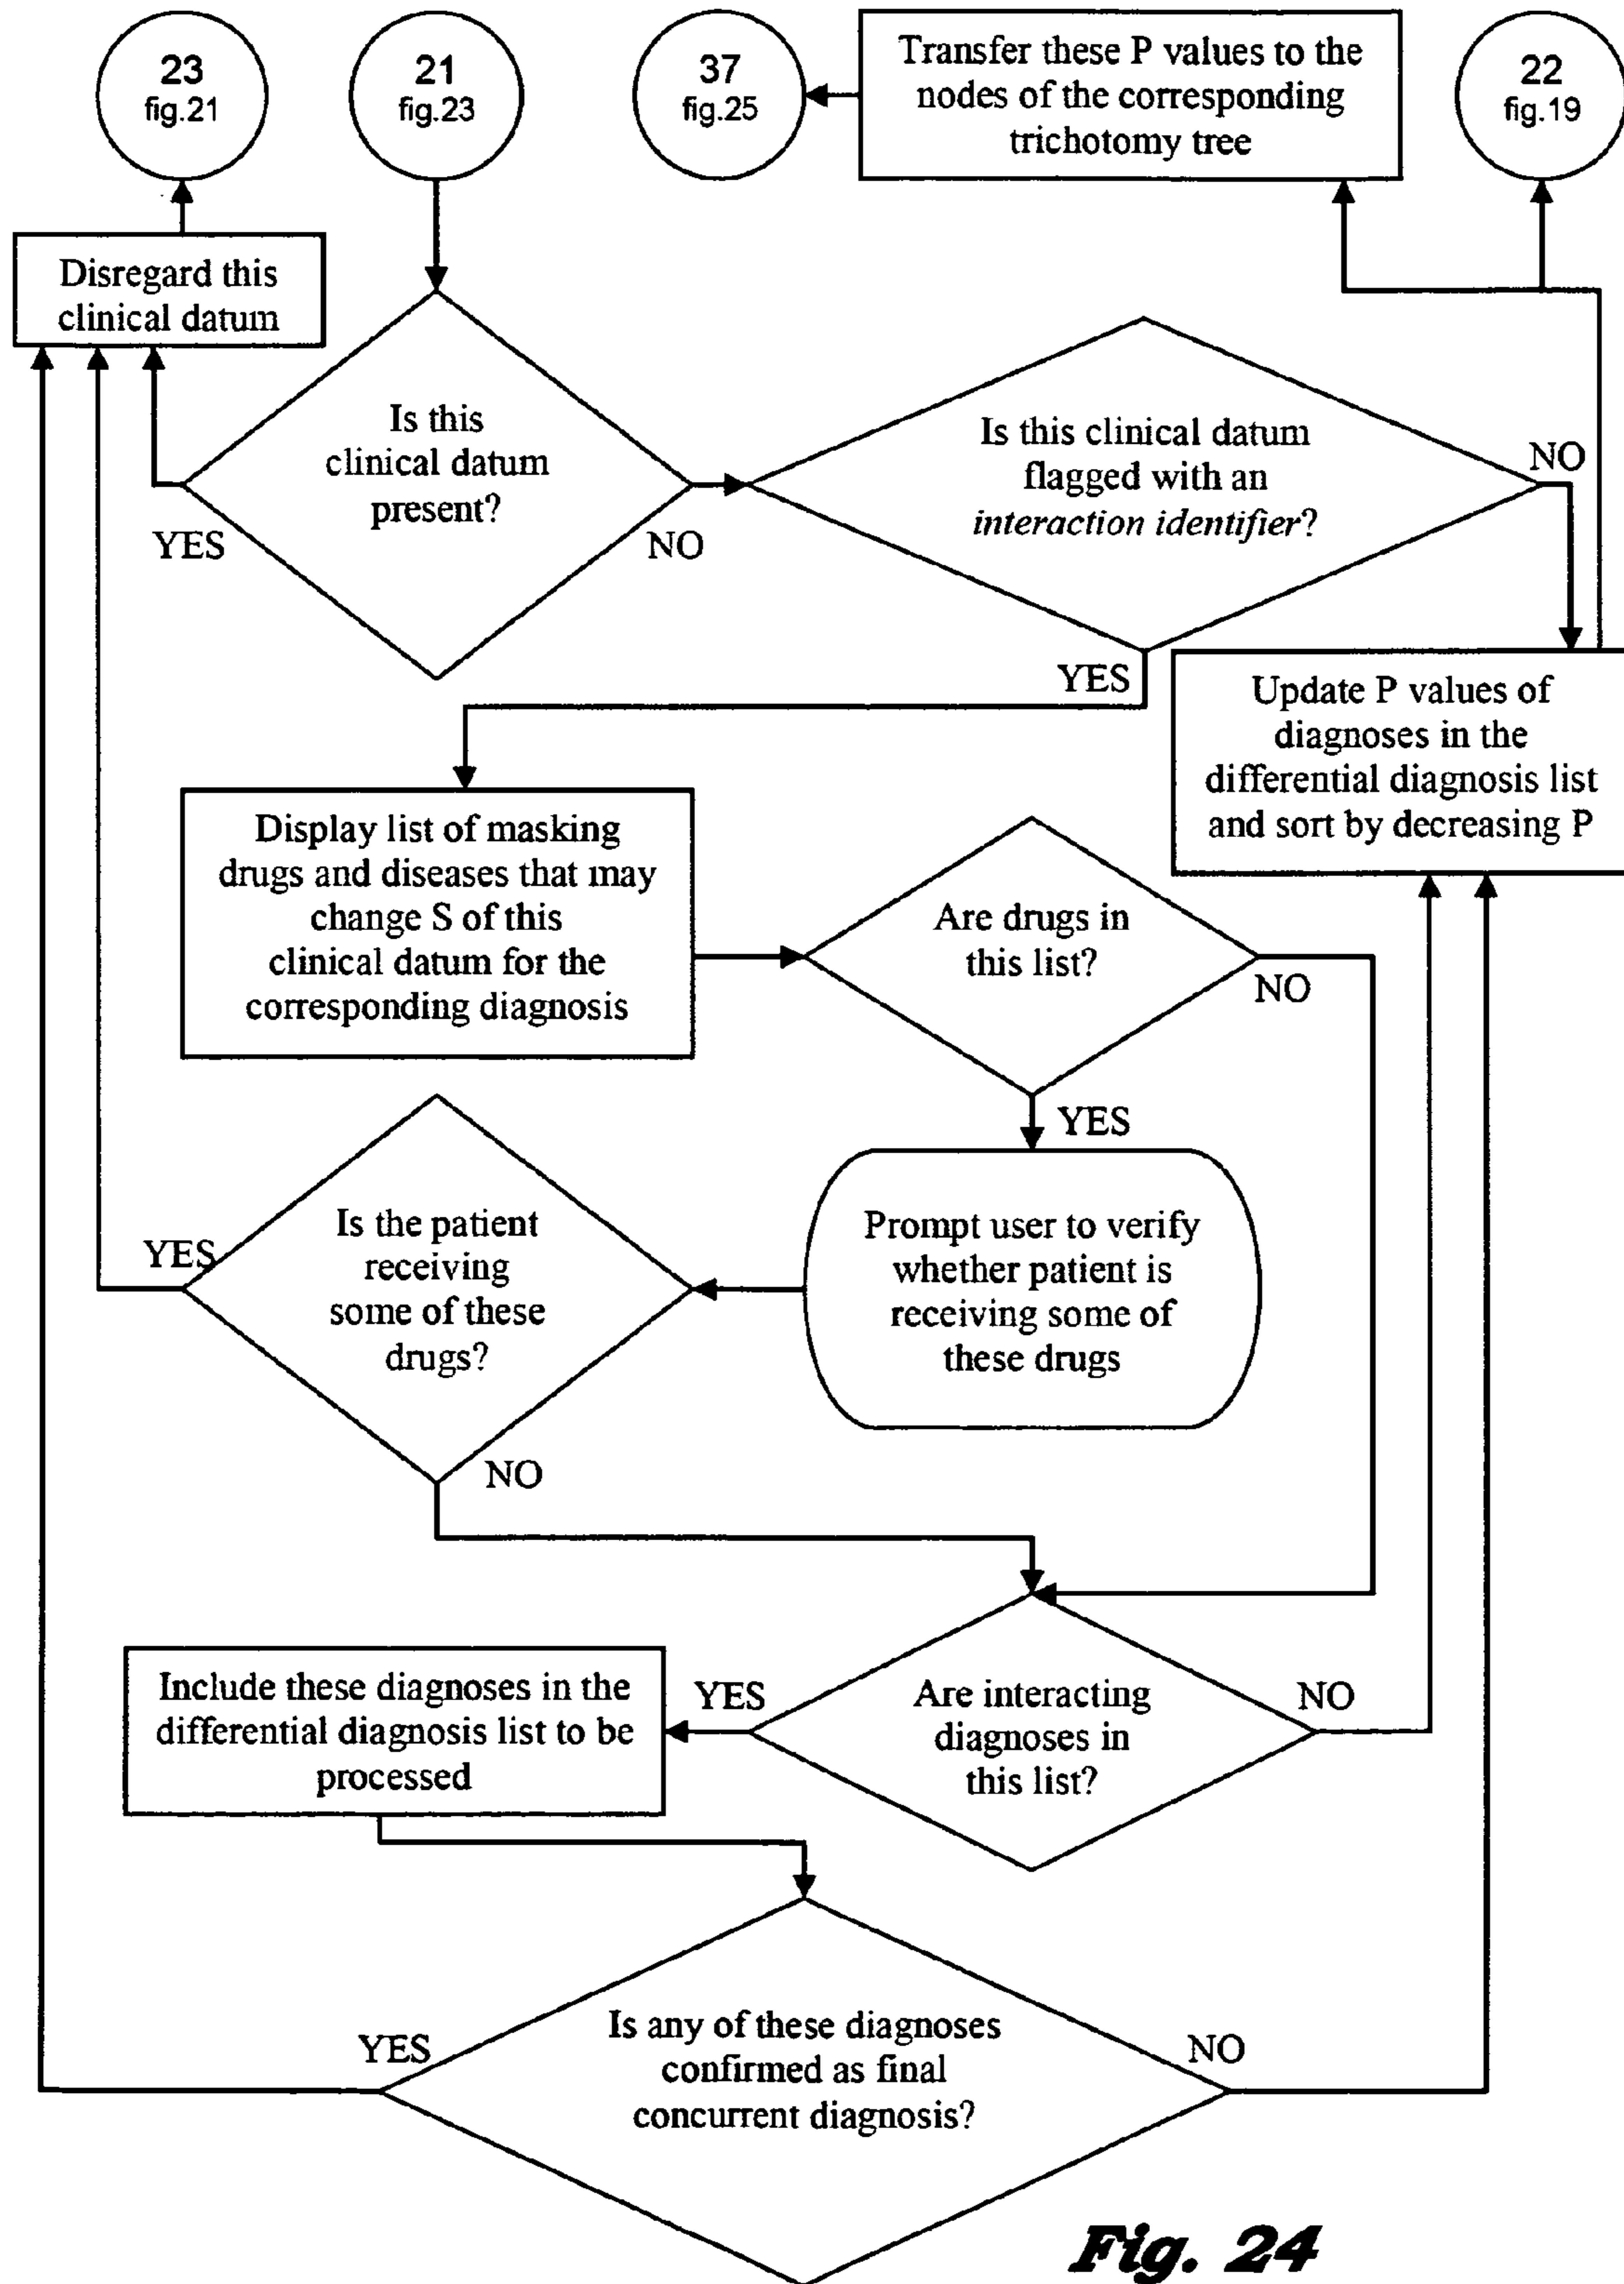 23
fig.21
21
fig.23
37
fig.25
Transfer these P values to the
nodes of the corresponding
trichotomy tree
22
fig.19
Disregard this
clinical datum
Is this
clinical datum
present?
YES
NO
Is this clinical datum
flagged with an
interaction identifier?
NO
YES
Update P values of
diagnoses in the
differential diagnosis list
and sort by decreasing P
Display list of masking
drugs and diseases that may
change S of this
clinical datum for the
corresponding diagnosis
Are drugs in
this list?
NO
YES
Prompt user to verify
whether patient is
receiving some of
these drugs
Is the patient
receiving
some of these
drugs?
YES
NO
Are interacting
diagnoses in
this list?
YES
NO
Include these diagnoses in the
differential diagnosis list to be
processed
Is any of these diagnoses
confirmed as final
concurrent diagnosis?
YES
NO
Fig. 24